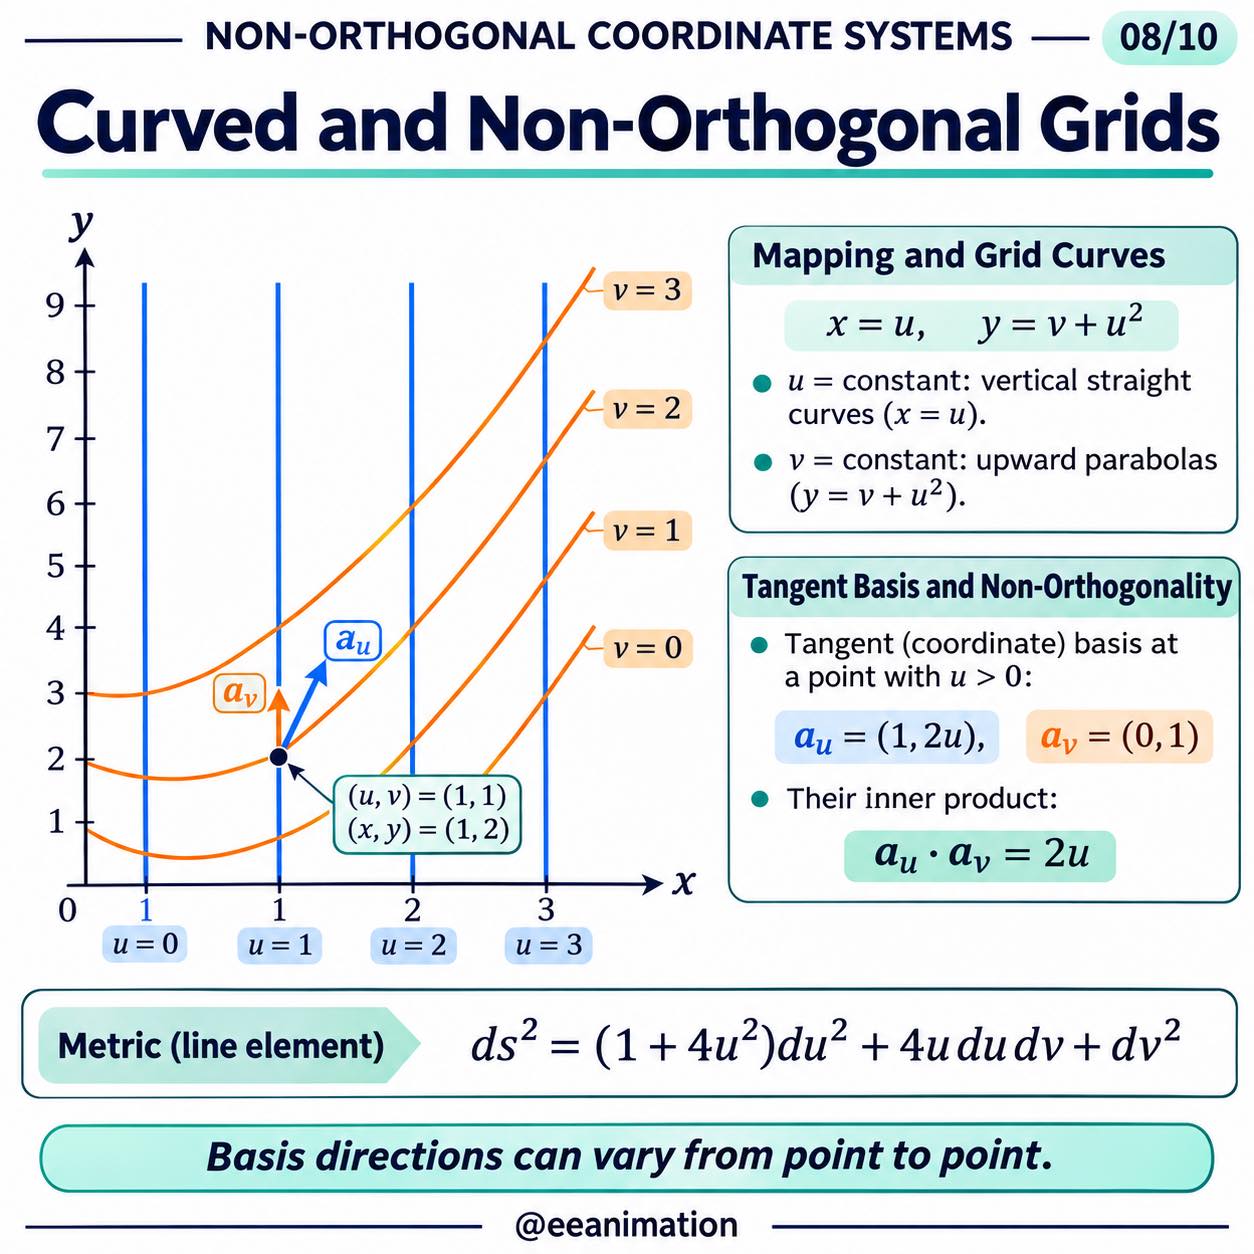 NON-ORTHOGONAL COORDINATE SYSTEMS
08/10
Curved and Non-Orthogonal Grids
y
9
8
7
6
5
4
3
2
1
0
1
1
2
3
x
u = 0
u = 1
u = 2
u = 3
v = 3
v = 2
v = 1
v = 0
a_u
a_v
(u, v) = (1, 1)
(x, y) = (1, 2)
Mapping and Grid Curves
x = u, y = v + u²
u = constant: vertical straight
curves (x = u).
v = constant: upward parabolas
(y = v + u²).
Tangent Basis and Non-Orthogonality
Tangent (coordinate) basis at
a point with u > 0:
a_u = (1, 2u), a_v = (0, 1)
Their inner product:
a_u · a_v = 2u
Metric (line element)
ds² = (1 + 4u²)du² + 4u du dv + dv²
Basis directions can vary from point to point.
@eeanimation